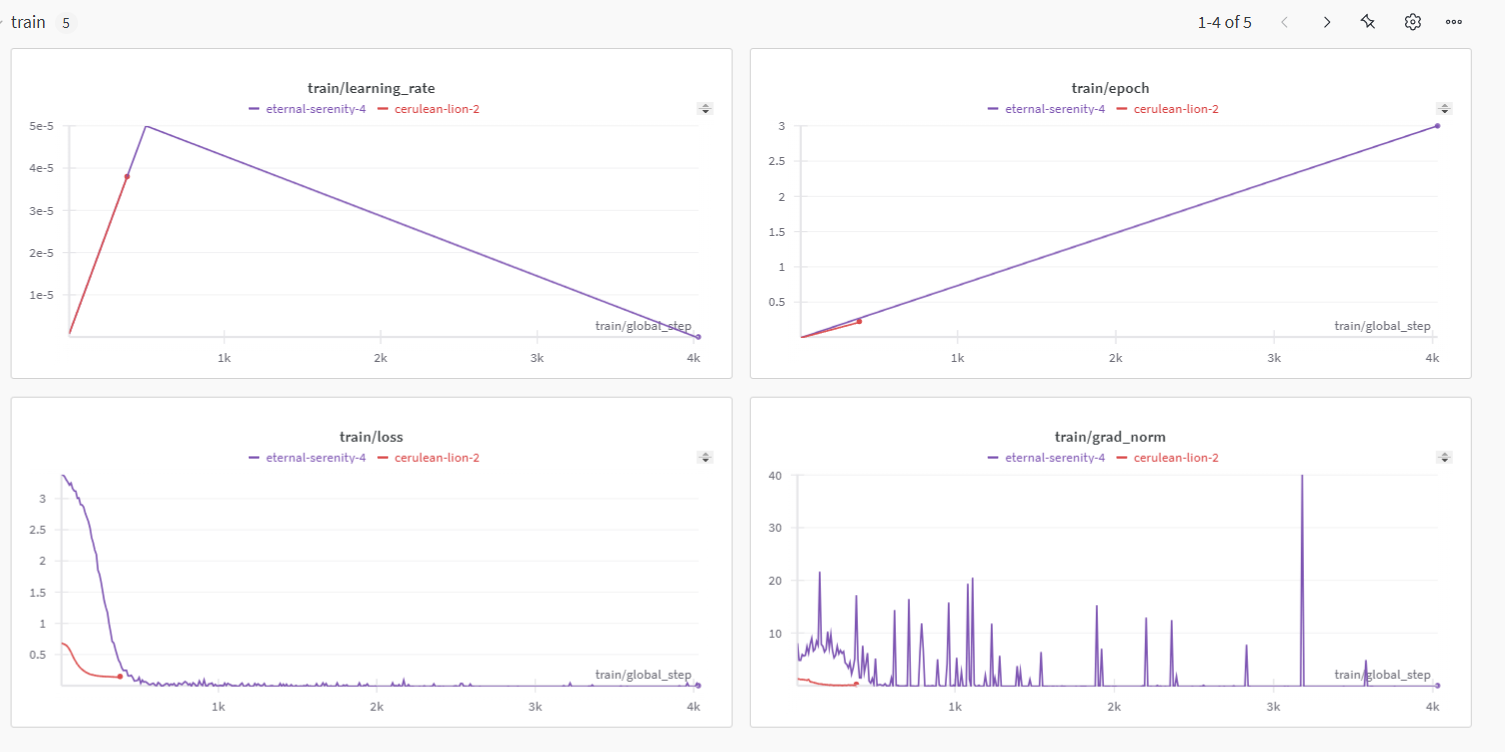 train 5 1-4 of 5
train/learning_rate
eternal-serenity-4 cerulean-lion-2
5e-5
4e-5
3e-5
2e-5
1e-5
train/global_step
1k 2k 3k 4k
train/epoch
eternal-serenity-4 cerulean-lion-2
3
2.5
2
1.5
1
0.5
train/global_step
1k 2k 3k 4k
train/loss
eternal-serenity-4 cerulean-lion-2
3
2.5
2
1.5
1
0.5
train/global_step
1k 2k 3k 4k
train/grad_norm
eternal-serenity-4 cerulean-lion-2
40
30
20
10
train/global_step
1k 2k 3k 4k